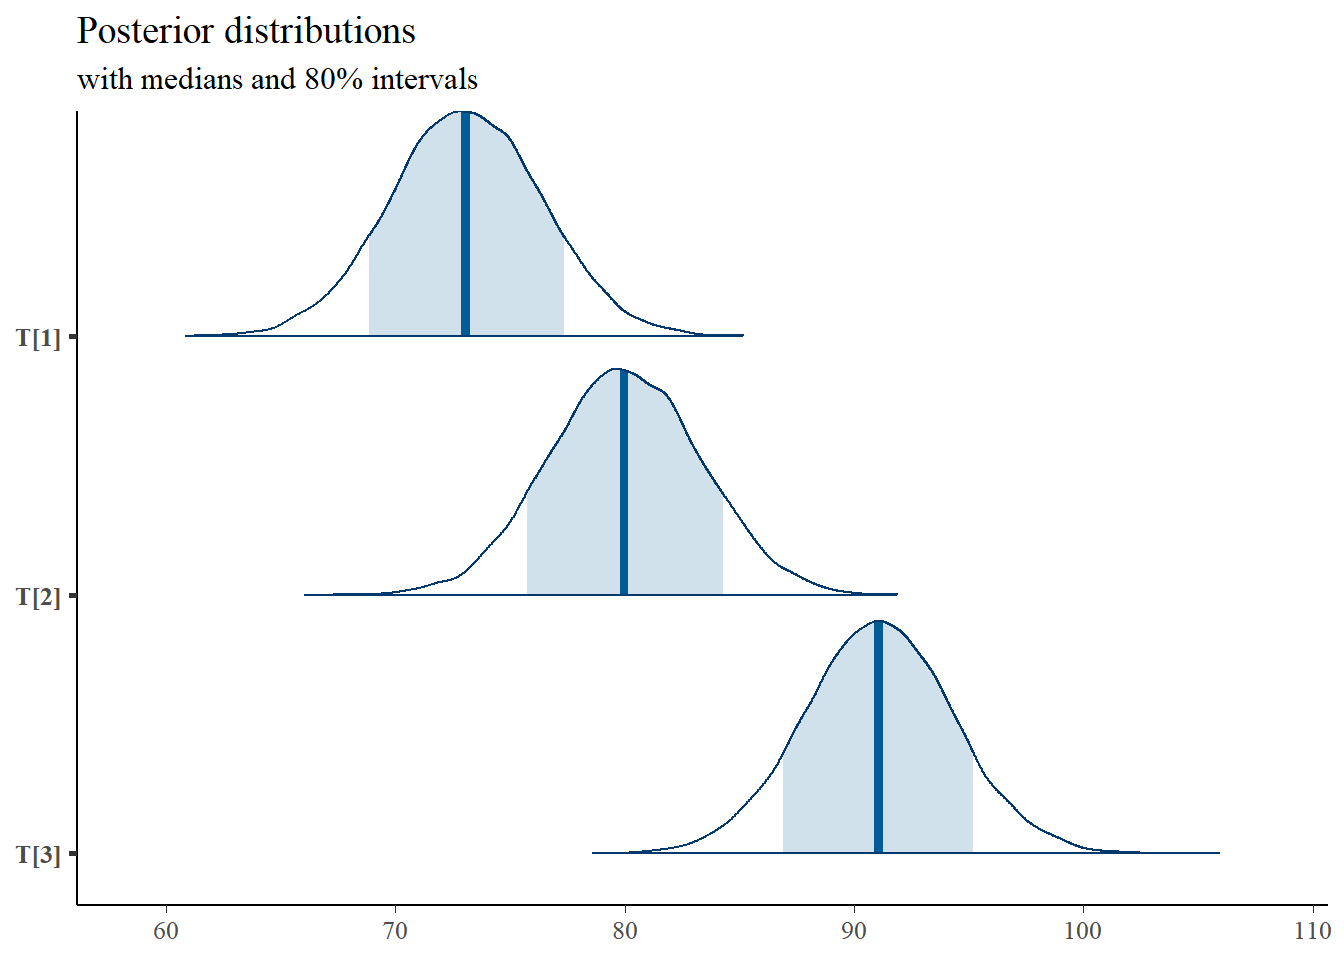 Posterior distributions
with medians and 80% intervals
T[1]
T[2]
T[3]
60 70 80 90 100 110